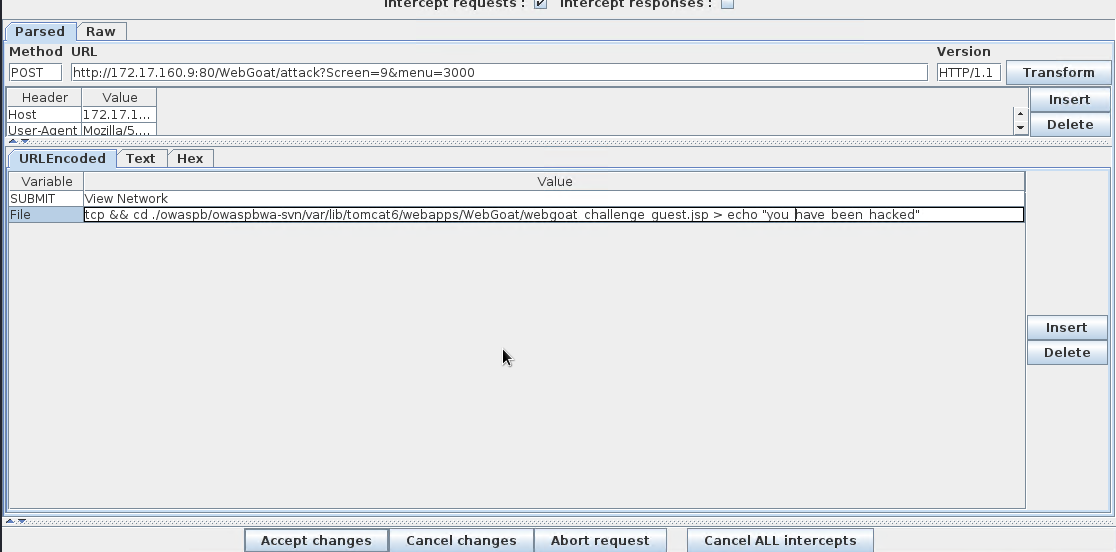 Intercept requests : Intercept responses :
Parsed Raw
Method URL Version
POST http://172.17.160.9:80/WebGoat/attack?Screen=9&menu=3000 HTTP/1.1 Transform
Header Value
Insert
Host 172.17.1...
User-Agent Mozilla/5....
Delete
URLEncoded Text Hex
Variable Value
SUBMIT View Network
File tcp && cd ./owaspb/owaspbwa-svn/var/lib/tomcat6/webapps/WebGoat/webgoat_challenge_guest.jsp > echo "you have been hacked"
Insert
Delete
Accept changes Cancel changes Abort request Cancel ALL intercepts